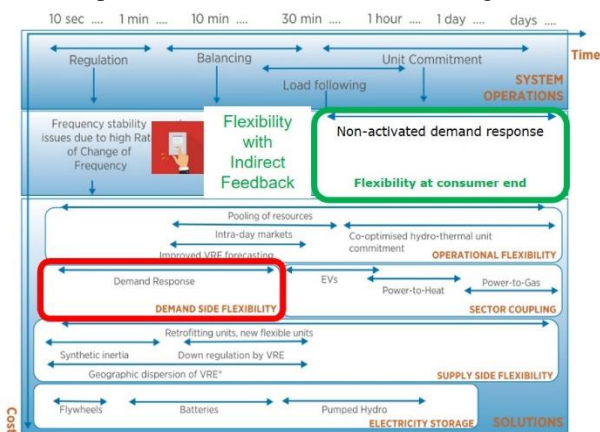 10 sec .... 1 min .... 10 min .... 30 min .... 1 hour .... 1 day .... days ....
Time
Regulation Balancing Unit Commitment
Load following
SYSTEM
OPERATIONS
Frequency stability
issues due to high Rat
of Change of
Frequency
Flexibility
with
Indirect
Feedback
Non-activated demand response
Flexibility at consumer end
Pooling of resources
Intra-day markets
Co-optimised hydro-thermal unit
commitment
Improved VRE forecasting
OPERATIONAL FLEXIBILITY
Demand Response
DEMAND SIDE FLEXIBILITY
EVs
Power-to-Heat
Power-to-Gas
SECTOR COUPLING
Retrofitting units, new flexible units
Synthetic inertia Down regulation by VRE
Geographic dispersion of VRE*
SUPPLY SIDE FLEXIBILITY
Flywheels Batteries Pumped Hydro
ELECTRICITY STORAGE
SOLUTIONS
Cost